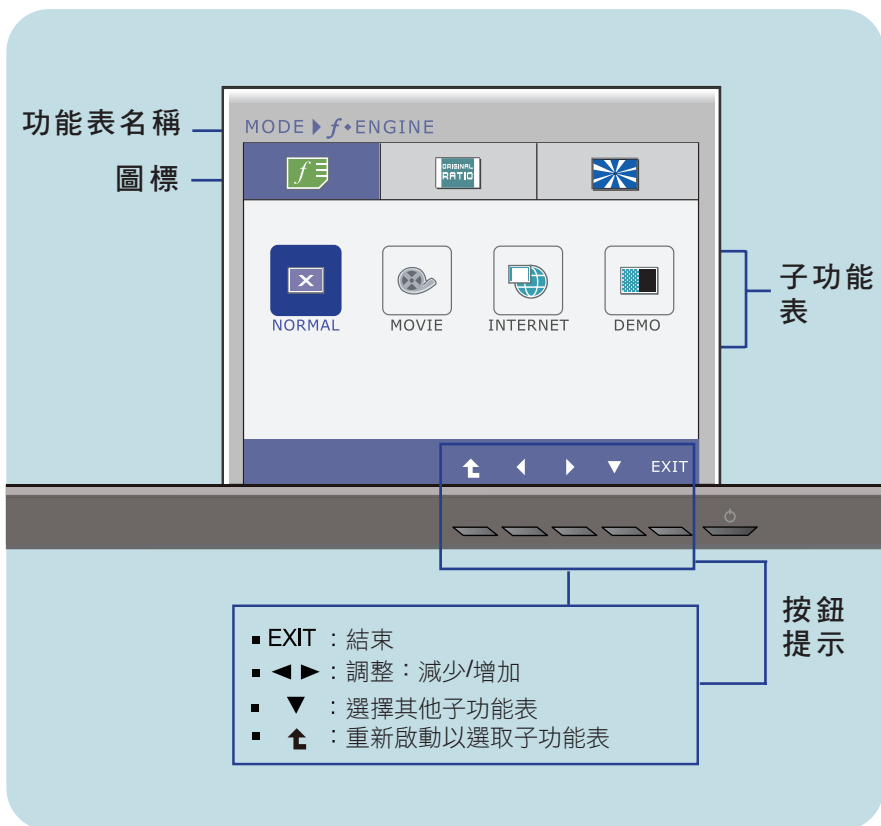 功能表名稱
圖標
MODE ▶ f•ENGINE
f
ORIGINAL
RATIO
NORMAL
MOVIE
INTERNET
DEMO
子功能
表
EXIT
按鈕
提示
▪ EXIT：結束
▪ ◀ ▶：調整：減少/增加
▪ ▼：選擇其他子功能表
▪ ⮤：重新啟動以選取子功能表